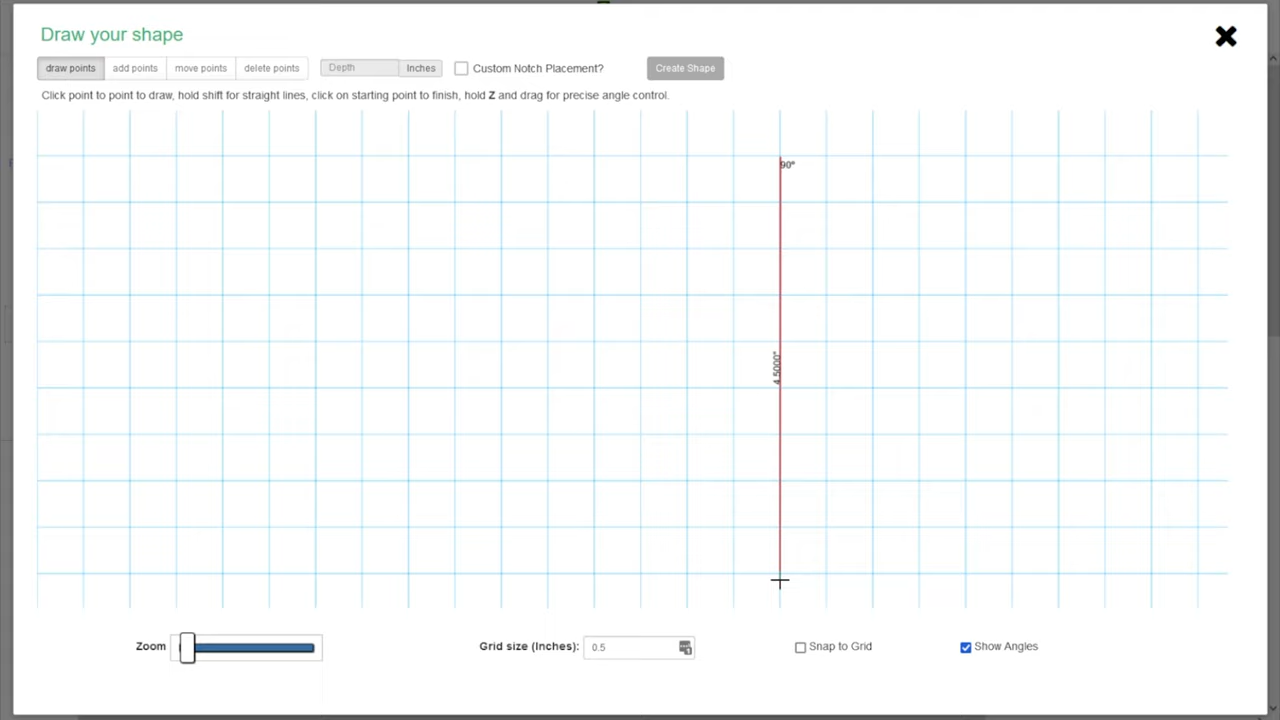 Draw your shape
draw points add points move points delete points Depth Inches Custom Notch Placement? Create Shape
Click point to point to draw, hold shift for straight lines, click on starting point to finish, hold Z and drag for precise angle control.
90°
4.5000"
Zoom Grid size (Inches): 0.5 Snap to Grid Show Angles